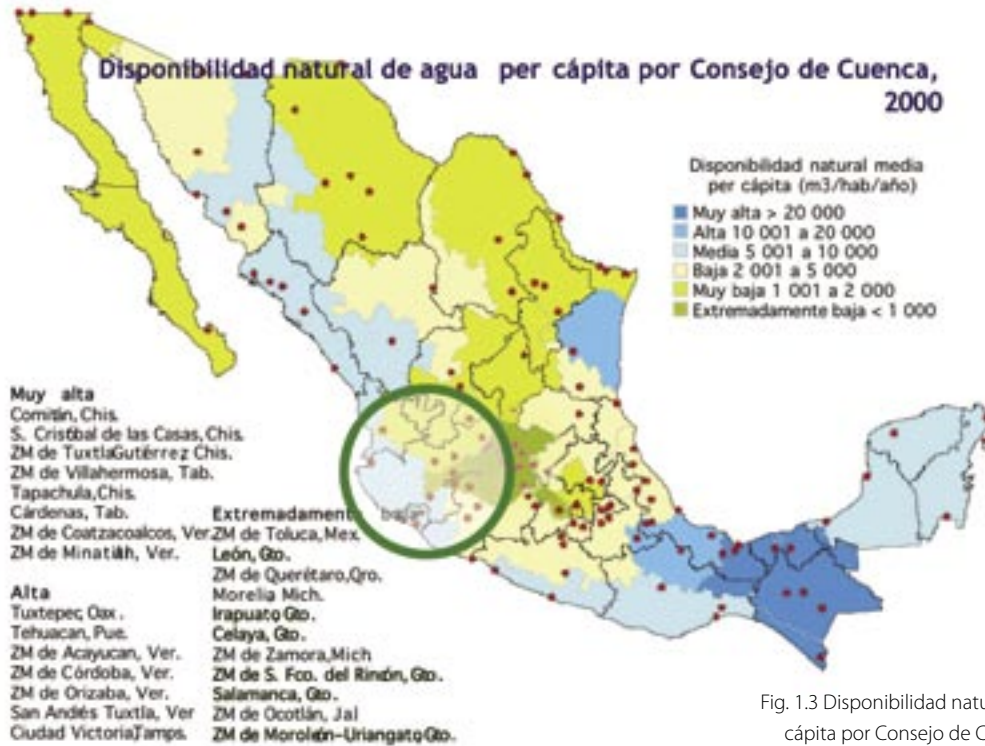 Disponibilidad natural de agua per cápita por Consejo de Cuenca,
2000
Disponibilidad natural media
per cápita (m3/hab/año)
Muy alta > 20 000
Alta 10 001 a 20 000
Media 5 001 a 10 000
Baja 2 001 a 5 000
Muy baja 1 001 a 2 000
Extremadamente baja < 1 000
Muy alta
Comitán, Chis.
S. Cristóbal de las Casas, Chis.
ZM de TuxtlaGutérrez Chis.
ZM de Villahermosa, Tab.
Tapachula,Chis.
Cárdenas, Tab.
ZM de Coatzacoalcos, Ver.
ZM de Minatitlán, Ver.
Alta
Tuxtepec, Oax.
Tehuacan, Pue.
ZM de Acayucan, Ver.
ZM de Córdoba, Ver.
ZM de Orizaba, Ver.
San Andrés Tuxtla, Ver
Ciudad Victoria,Tamps.
Extremadamente baja
ZM de Toluca,Mex.
León, Gto.
ZM de Querétaro,Qro.
Morelia Mich.
Irapuato Gto.
Celaya, Gto.
ZM de Zamora,Mich
ZM de S. Fco. del Rincón, Gto.
Salamanca, Gto.
ZM de Ocotlán, Jal
ZM de Moroleón-Uriangato,Gto.
Fig. 1.3 Disponibilidad natu
cápita por Consejo de C